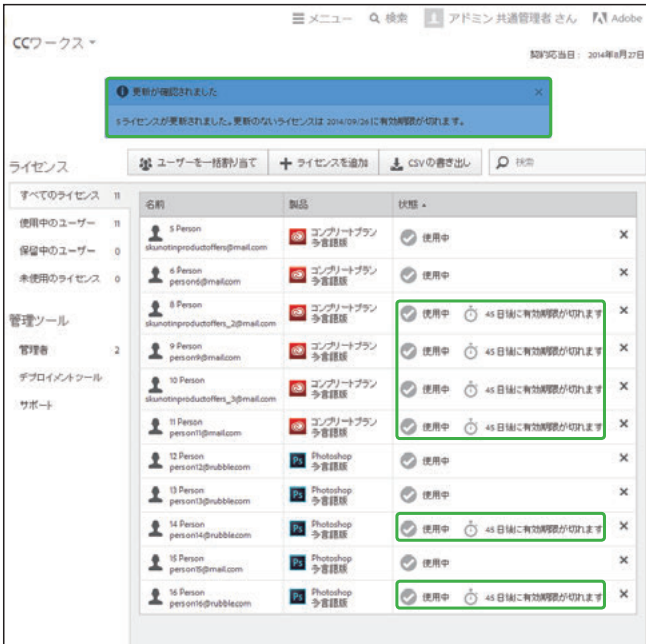 メニュー 検索 アドミン 共通管理者 さん Adobe
CCワークス
契約応当日： 2014年8月27日
更新が確認されました ×
5ライセンスが更新されました。更新のないライセンスは 2014/09/26 に有効期限が切れます。
ライセンス
ユーザーを一括割り当て ライセンスを追加 CSVの書き出し 検索
すべてのライセンス 11
使用中のユーザー 11
保留中のユーザー 0
未使用のライセンス 0
管理ツール
管理者 2
デプロイメントツール
サポート
名前 製品 状態
5 Person
skunotinproductoffers@mail.com
コンプリートプラン
多言語版
使用中 ×
6 Person
person6@mail.com
コンプリートプラン
多言語版
使用中 ×
8 Person
skunotinproductoffers_2@mail.com
コンプリートプラン
多言語版
使用中 45 日後に有効期限が切れます ×
9 Person
person9@mail.com
コンプリートプラン
多言語版
使用中 45 日後に有効期限が切れます ×
10 Person
skunotinproductoffers_3@mail.com
コンプリートプラン
多言語版
使用中 45 日後に有効期限が切れます ×
11 Person
person11@mail.com
コンプリートプラン
多言語版
使用中 45 日後に有効期限が切れます ×
12 Person
person12@rubble.com
Ps Photoshop
多言語版
使用中 ×
13 Person
person13@rubble.com
Ps Photoshop
多言語版
使用中 ×
14 Person
person14@rubble.com
Ps Photoshop
多言語版
使用中 45 日後に有効期限が切れます ×
15 Person
person15@mail.com
Ps Photoshop
多言語版
使用中 ×
16 Person
person16@rubble.com
Ps Photoshop
多言語版
使用中 45 日後に有効期限が切れます ×